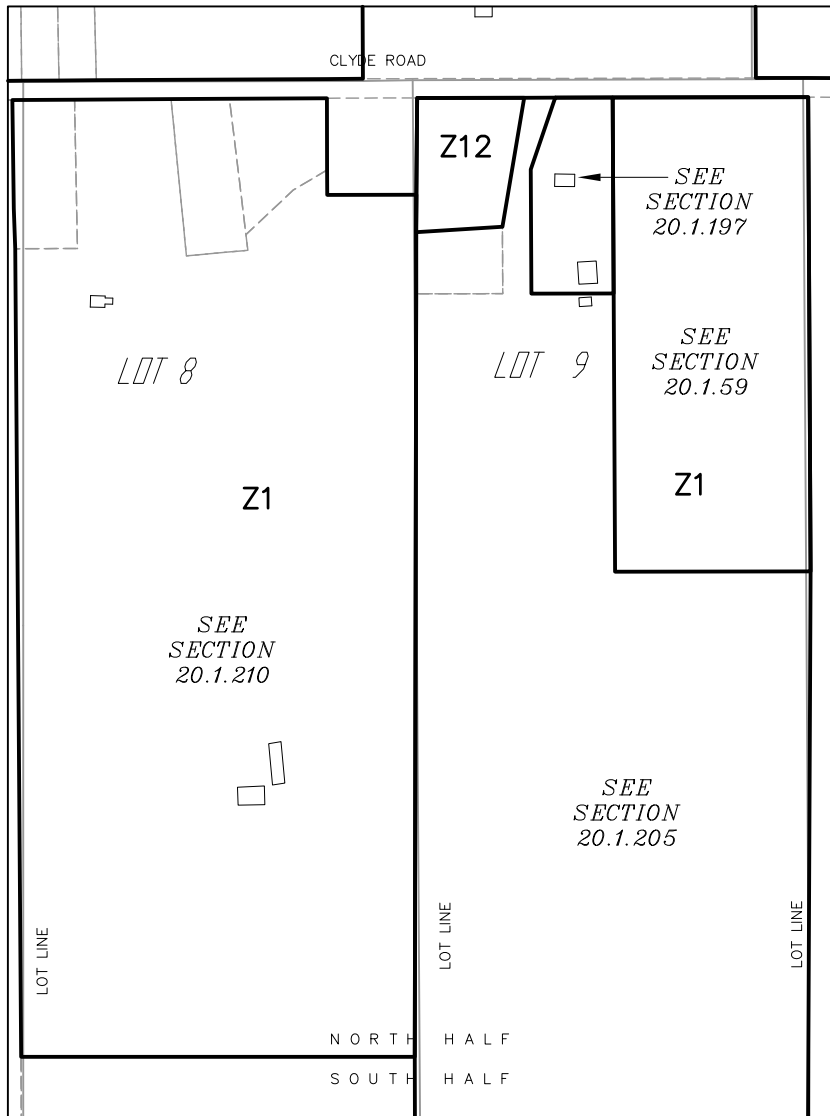 CLYDE ROAD
Z12
SEE
SECTION
20.1.197
LOT 8
LOT 9
SEE
SECTION
20.1.59
Z1
Z1
SEE
SECTION
20.1.210
SEE
SECTION
20.1.205
LOT LINE
LOT LINE
LOT LINE
NORTH HALF
SOUTH HALF